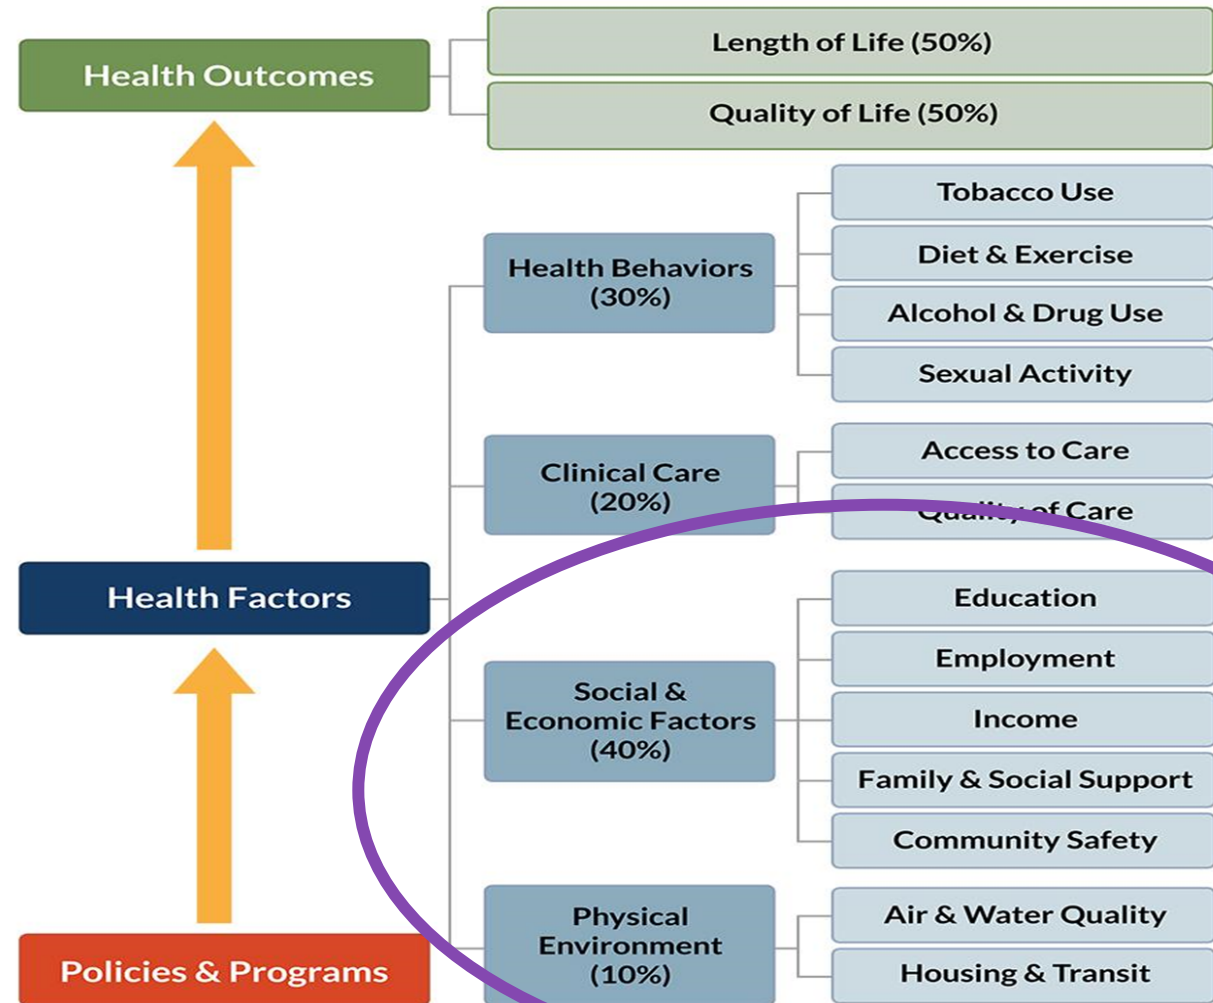 Health Outcomes
Length of Life (50%)
Quality of Life (50%)
Health Behaviors
(30%)
Tobacco Use
Diet & Exercise
Alcohol & Drug Use
Sexual Activity
Clinical Care
(20%)
Access to Care
Quality of Care
Health Factors
Social &
Economic Factors
(40%)
Education
Employment
Income
Family & Social Support
Community Safety
Physical
Environment
(10%)
Air & Water Quality
Housing & Transit
Policies & Programs